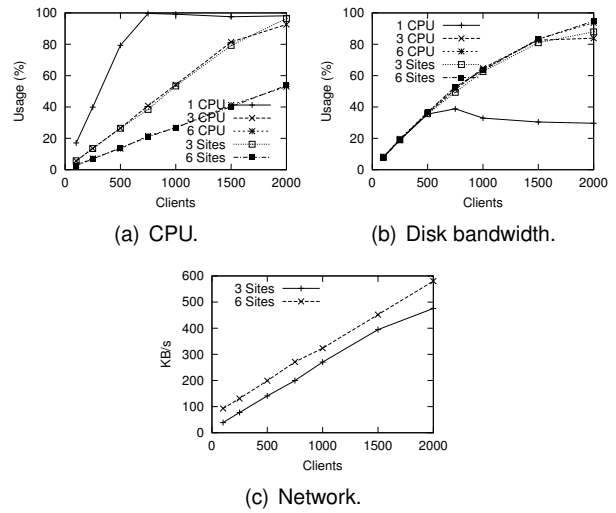 100
80
60
40
20
0
Usage (%)
0 500 1000 1500 2000
Clients
1 CPU
3 CPU
6 CPU
3 Sites
6 Sites
(a) CPU.
100
80
60
40
20
0
Usage (%)
0 500 1000 1500 2000
Clients
1 CPU
3 CPU
6 CPU
3 Sites
6 Sites
(b) Disk bandwidth.
600
500
400
300
200
100
0
KB/s
0 500 1000 1500 2000
Clients
3 Sites
6 Sites
(c) Network.